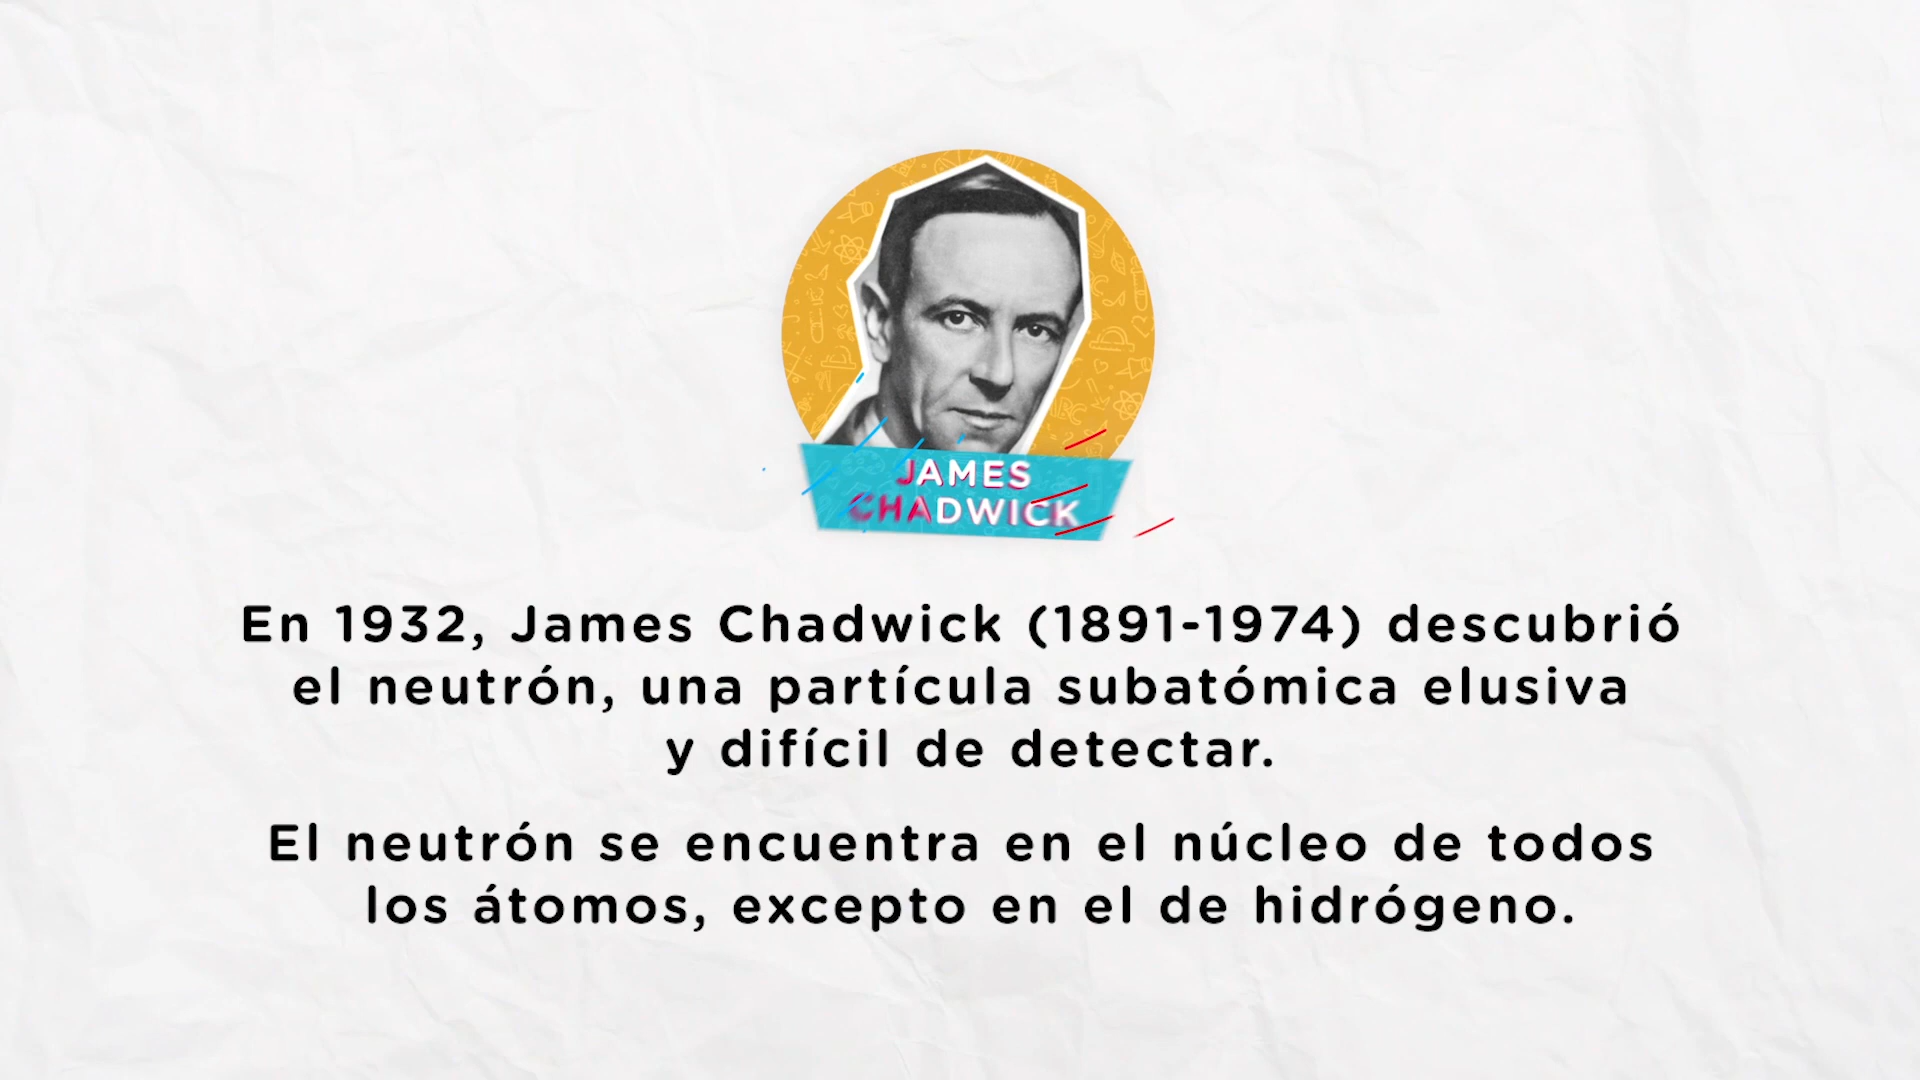 JAMES
CHADWICK
En 1932, James Chadwick (1891-1974) descubrió
el neutrón, una partícula subatómica elusiva
y difícil de detectar.
El neutrón se encuentra en el núcleo de todos
los átomos, excepto en el de hidrógeno.